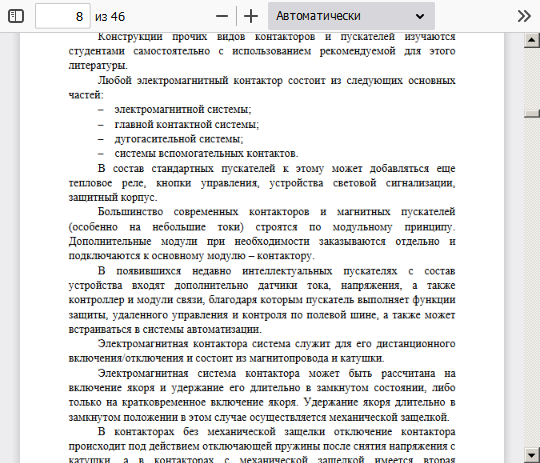 8 из 46 Автоматически
Конструкции прочих видов контакторов и пускателей изучаются
студентами самостоятельно с использованием рекомендуемой для этого
литературы.
Любой электромагнитный контактор состоит из следующих основных
частей:
– электромагнитной системы;
– главной контактной системы;
– дугогасительной системы;
– системы вспомогательных контактов.
В состав стандартных пускателей к этому может добавляться еще
тепловое реле, кнопки управления, устройства световой сигнализации,
защитный корпус.
Большинство современных контакторов и магнитных пускателей
(особенно на небольшие токи) строятся по модульному принципу.
Дополнительные модули при необходимости заказываются отдельно и
подключаются к основному модулю – контактору.
В появившихся недавно интеллектуальных пускателях с состав
устройства входят дополнительно датчики тока, напряжения, а также
контроллер и модули связи, благодаря которым пускатель выполняет функции
защиты, удаленного управления и контроля по полевой шине, а также может
встраиваться в системы автоматизации.
Электромагнитная контактора система служит для его дистанционного
включения/отключения и состоит из магнитопровода и катушки.
Электромагнитная система контактора может быть рассчитана на
включение якоря и удержание его длительно в замкнутом состоянии, либо
только на кратковременное включение якоря. Удержание якоря длительно в
замкнутом положении в этом случае осуществляется механической защелкой.
В контакторах без механической защелки отключение контактора
происходит под действием отключающей пружины после снятия напряжения с
катушки, а в контакторах с механической защелкой имеется вторая